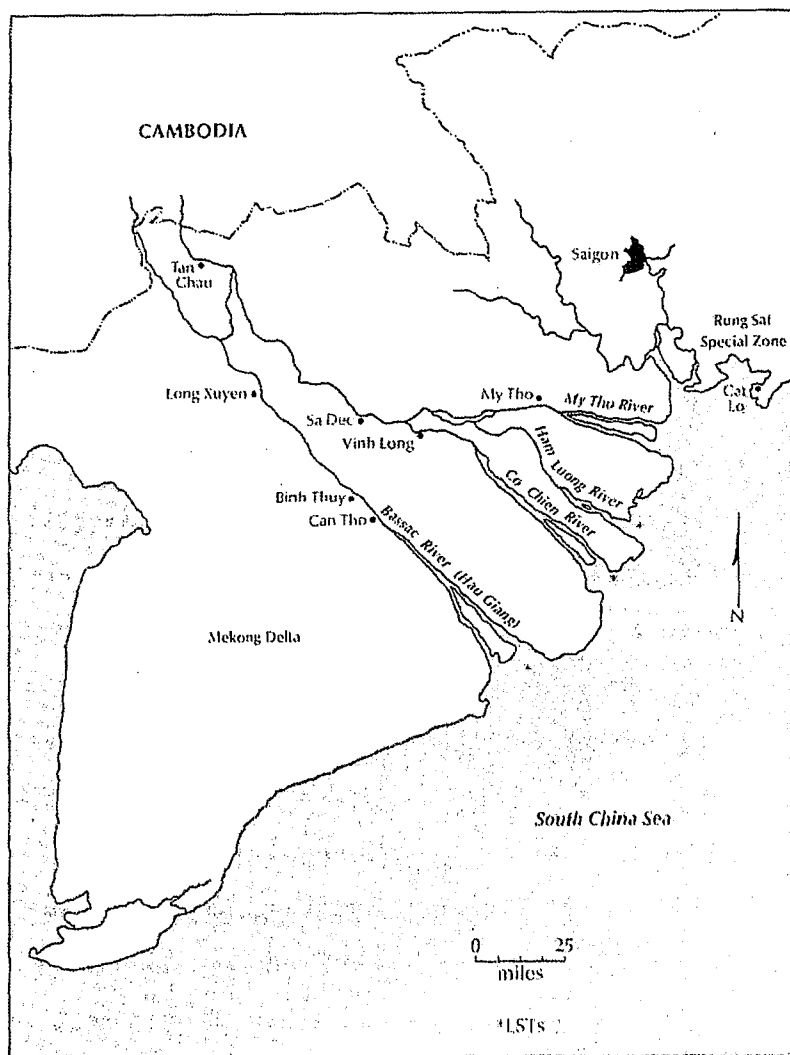 CAMBODIA
Saigon
Tan
Chau
Rung Sat
Special Zone
Cat
Lo
Long Xuyen
My Tho
My Tho River
Sa Dec
Vinh Long
Ham Luong River
Co Chien River
Binh Thuy
Can Tho
Bassac River (Hau Giang)
N
Mekong Delta
South China Sea
0 25
miles
*LSTs